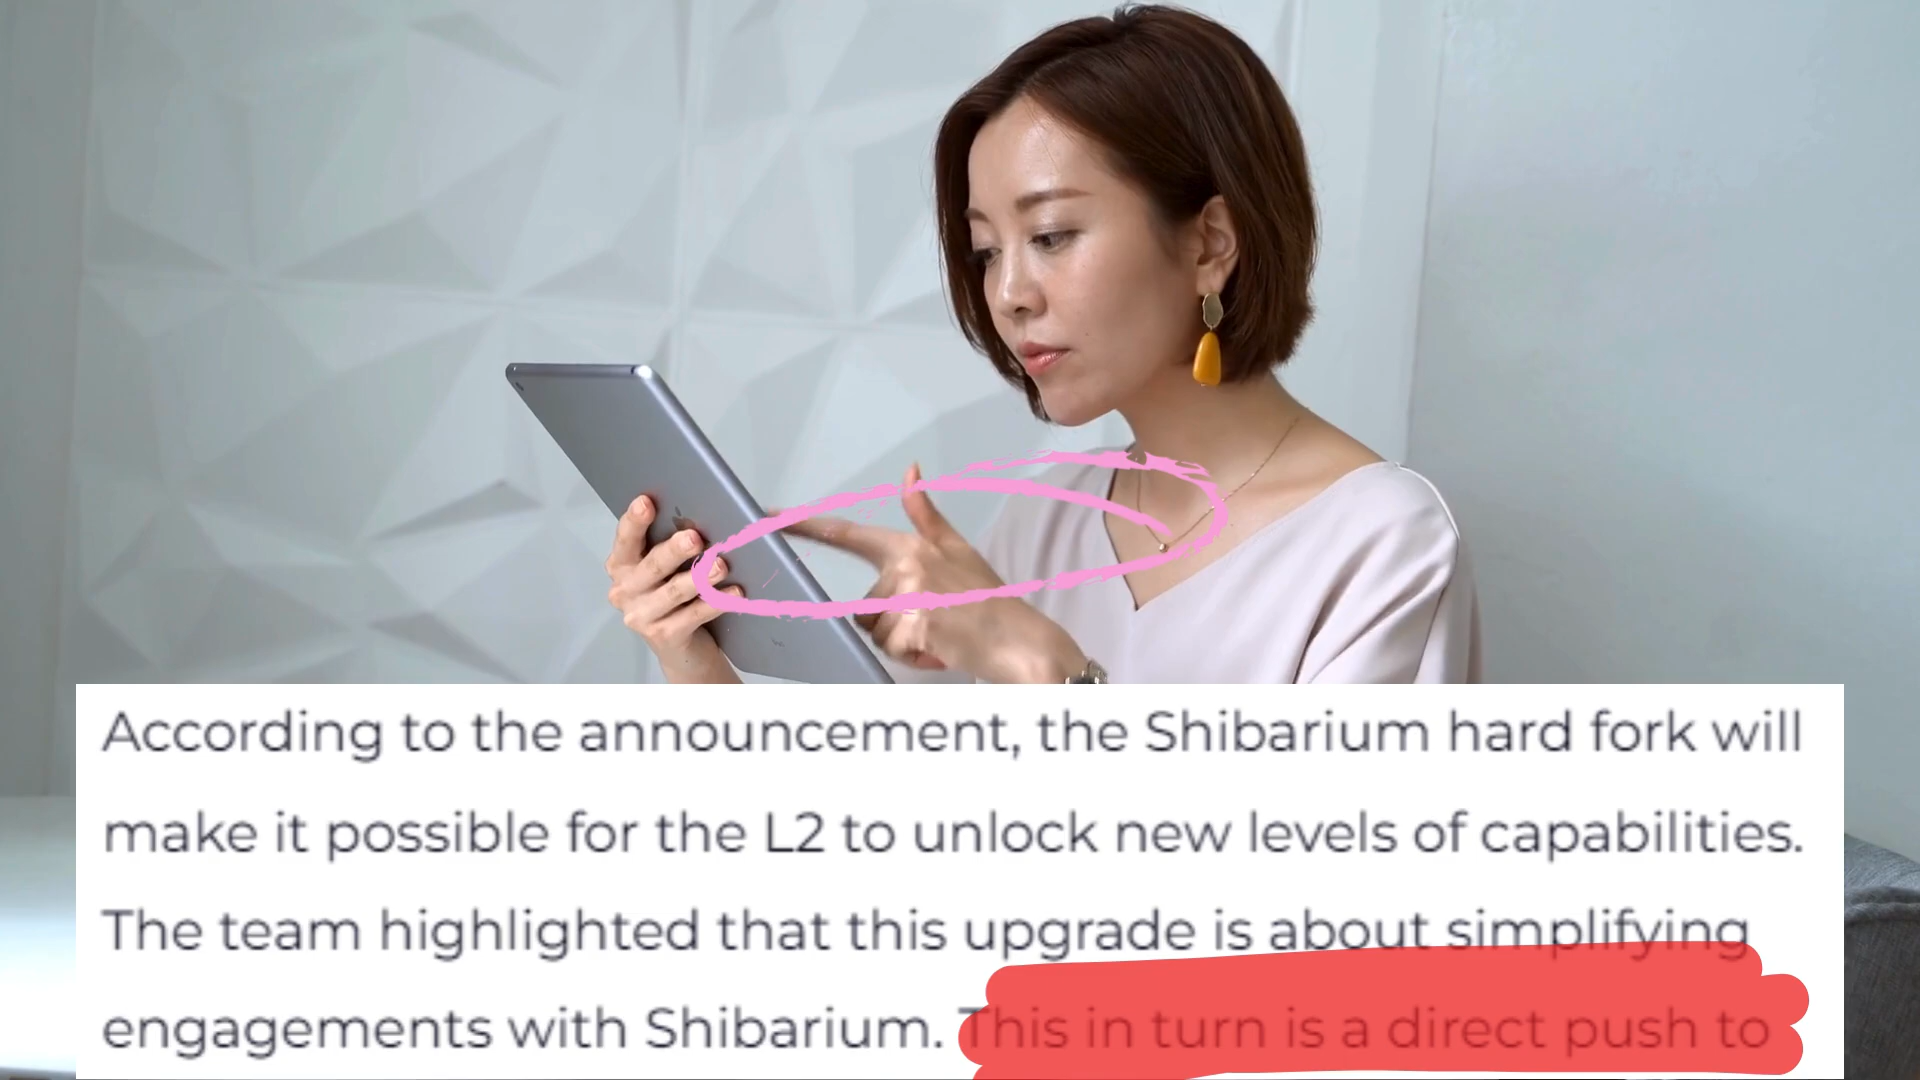 According to the announcement, the Shibarium hard fork will
make it possible for the L2 to unlock new levels of capabilities.
The team highlighted that this upgrade is about simplifying
engagements with Shibarium. This in turn is a direct push to